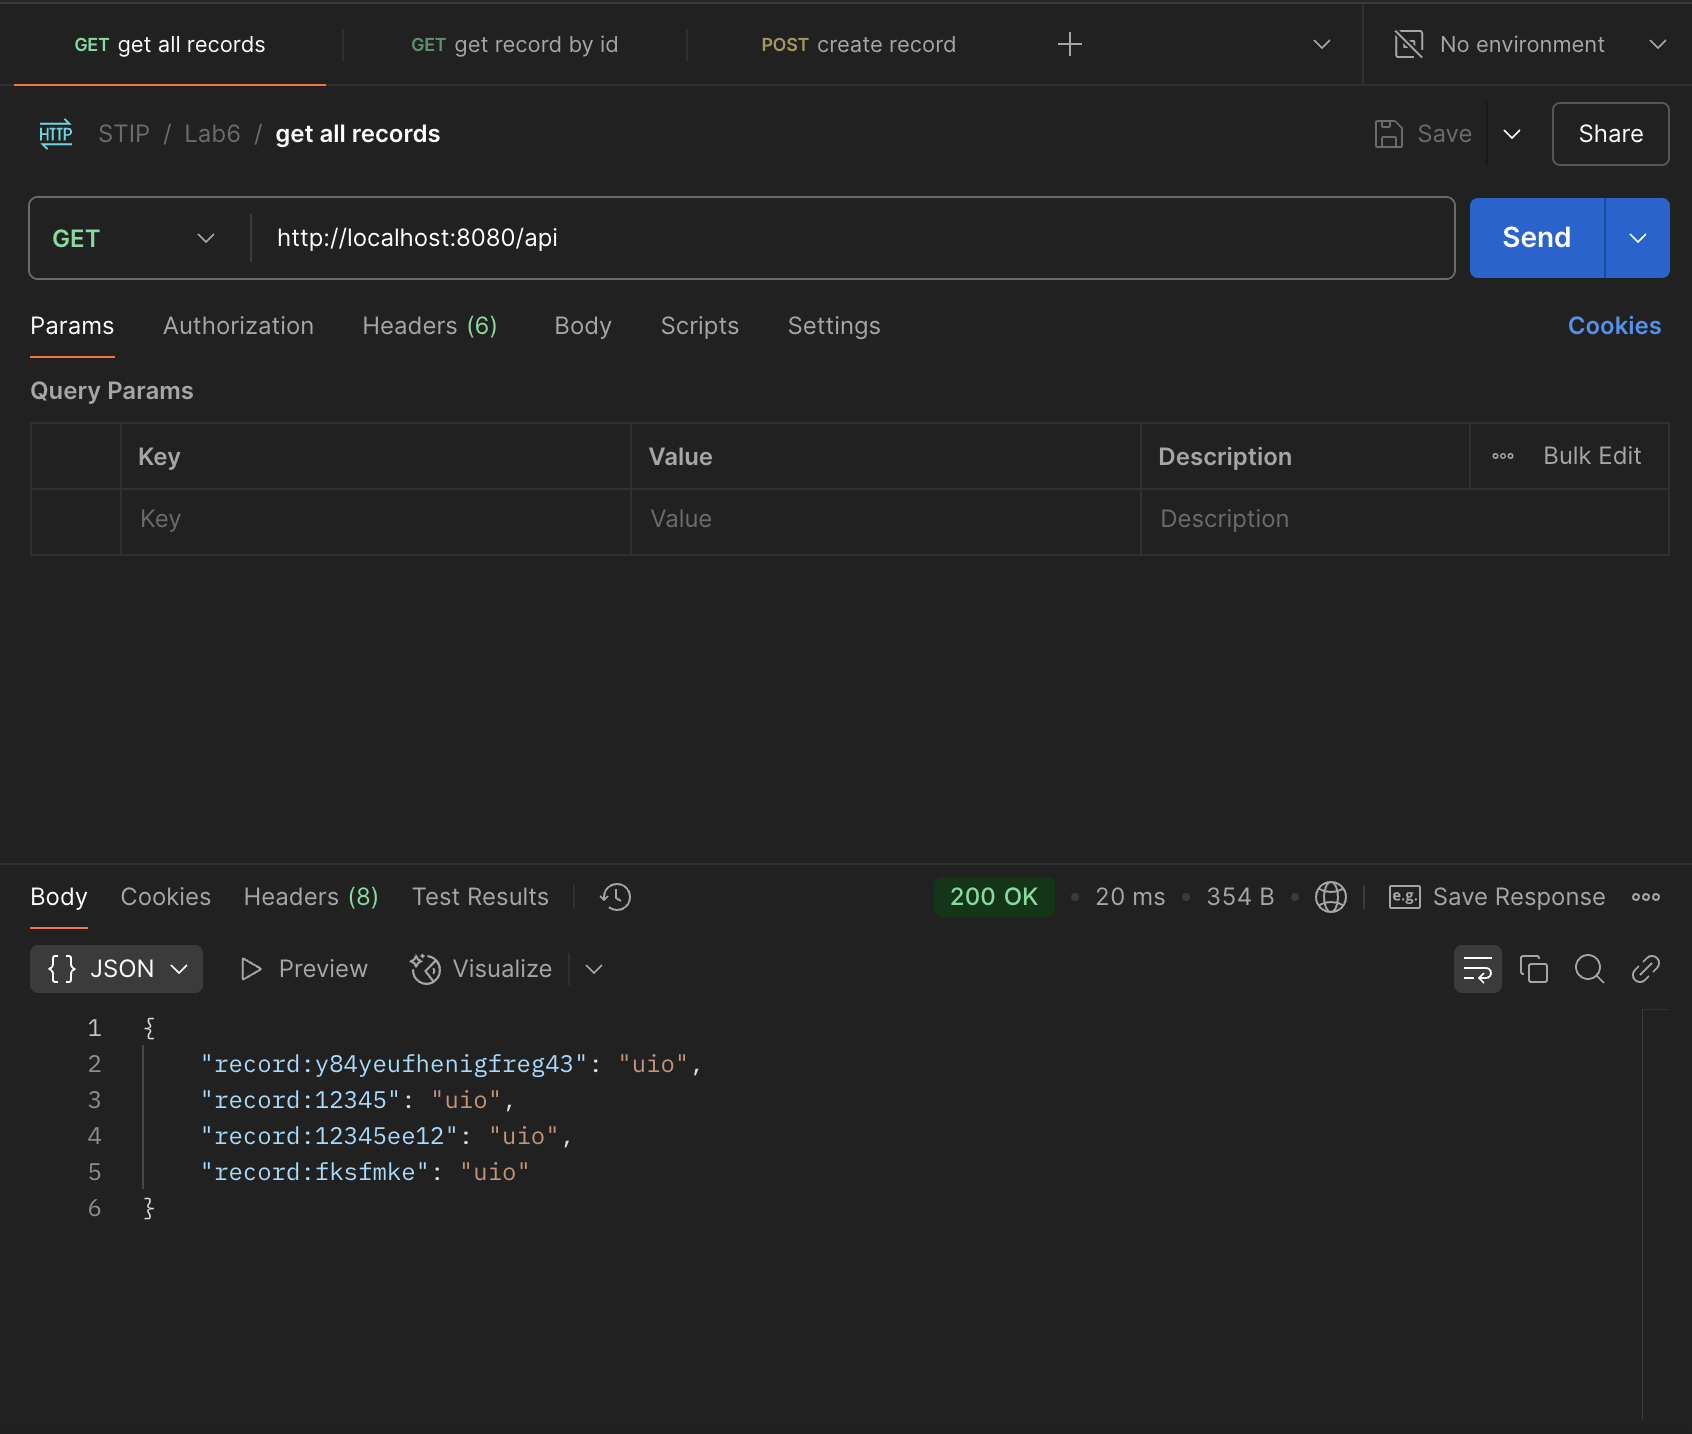 GET get all records GET get record by id POST create record No environment
HTTP STIP / Lab6 / get all records Save Share
GET http://localhost:8080/api Send
Params Authorization Headers (6) Body Scripts Settings Cookies
Query Params
Key Value Description Bulk Edit
Key Value Description
Body Cookies Headers (8) Test Results 200 OK • 20 ms • 354 B • e.g. Save Response
{} JSON Preview Visualize
1 {
2 "record:y84yeufhenigfreg43": "uio",
3 "record:12345": "uio",
4 "record:12345ee12": "uio",
5 "record:fksfmke": "uio"
6 }